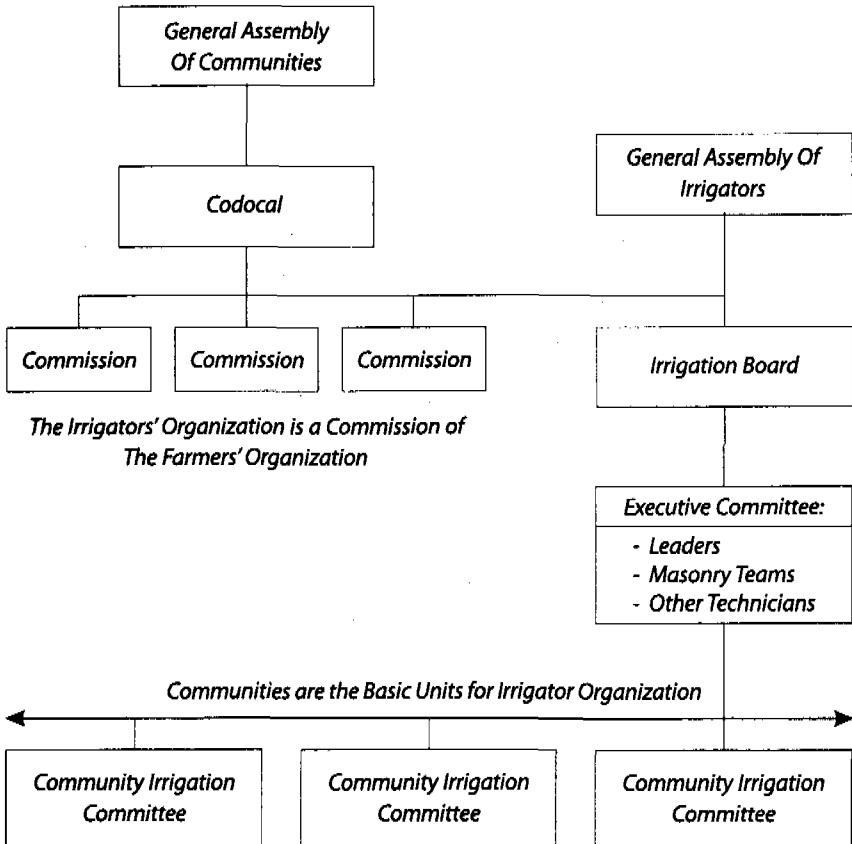 General Assembly
Of Communities
General Assembly Of
Irrigators
Codocal
Commission
Commission
Commission
Irrigation Board
The Irrigators' Organization is a Commission of
The Farmers' Organization
Executive Committee:
- Leaders
- Masonry Teams
- Other Technicians
Communities are the Basic Units for Irrigator Organization
Community Irrigation
Committee
Community Irrigation
Committee
Community Irrigation
Committee